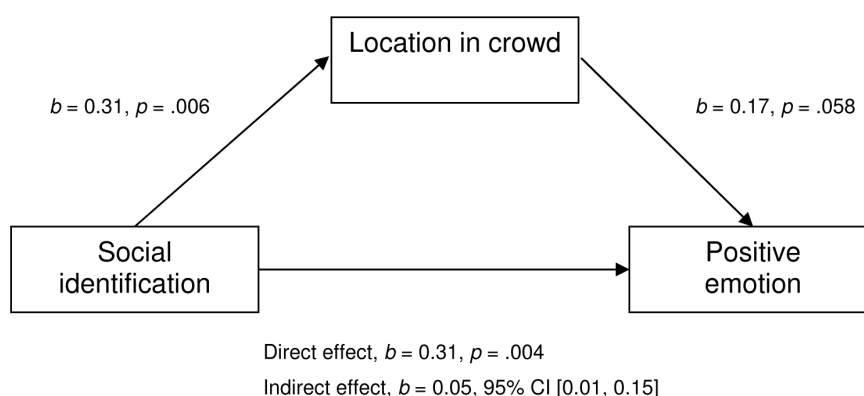 Location in crowd
b = 0.31, p = .006
b = 0.17, p = .058
Social
identification
Positive
emotion
Direct effect, b = 0.31, p = .004
Indirect effect, b = 0.05, 95% CI [0.01, 0.15]